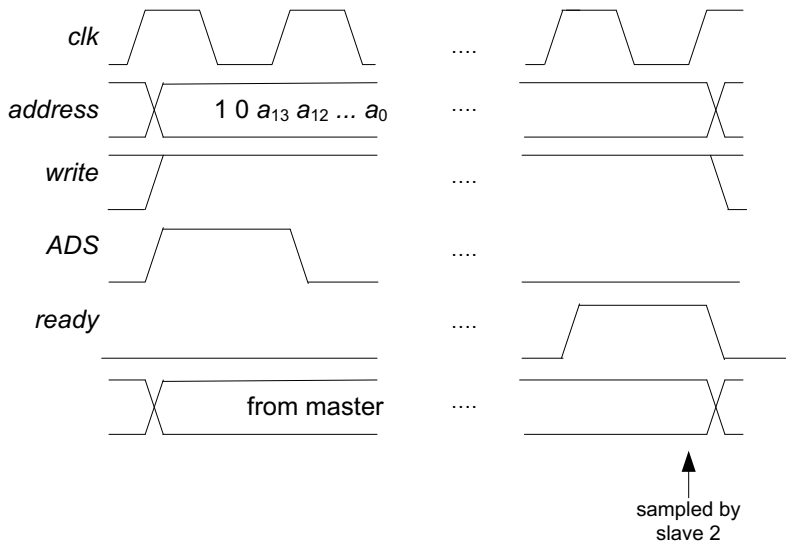 clk
....
address
1 0 a₁₃ a₁₂ ... a₀
....
write
....
ADS
....
ready
....
from master
....
sampled by
slave 2